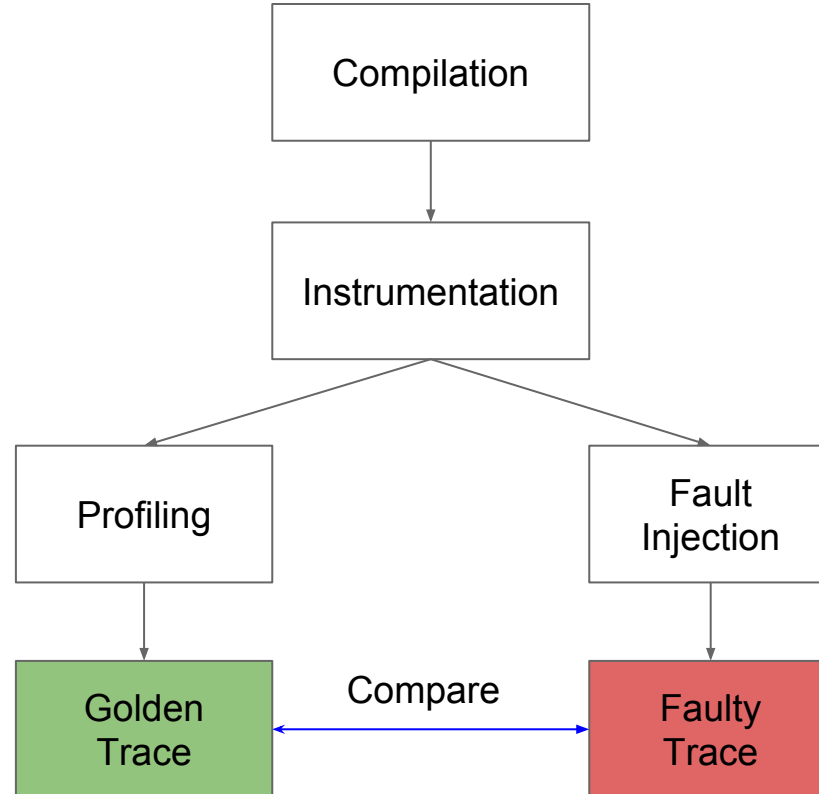 Compilation
Instrumentation
Profiling
Fault
Injection
Golden
Trace
Compare
Faulty
Trace